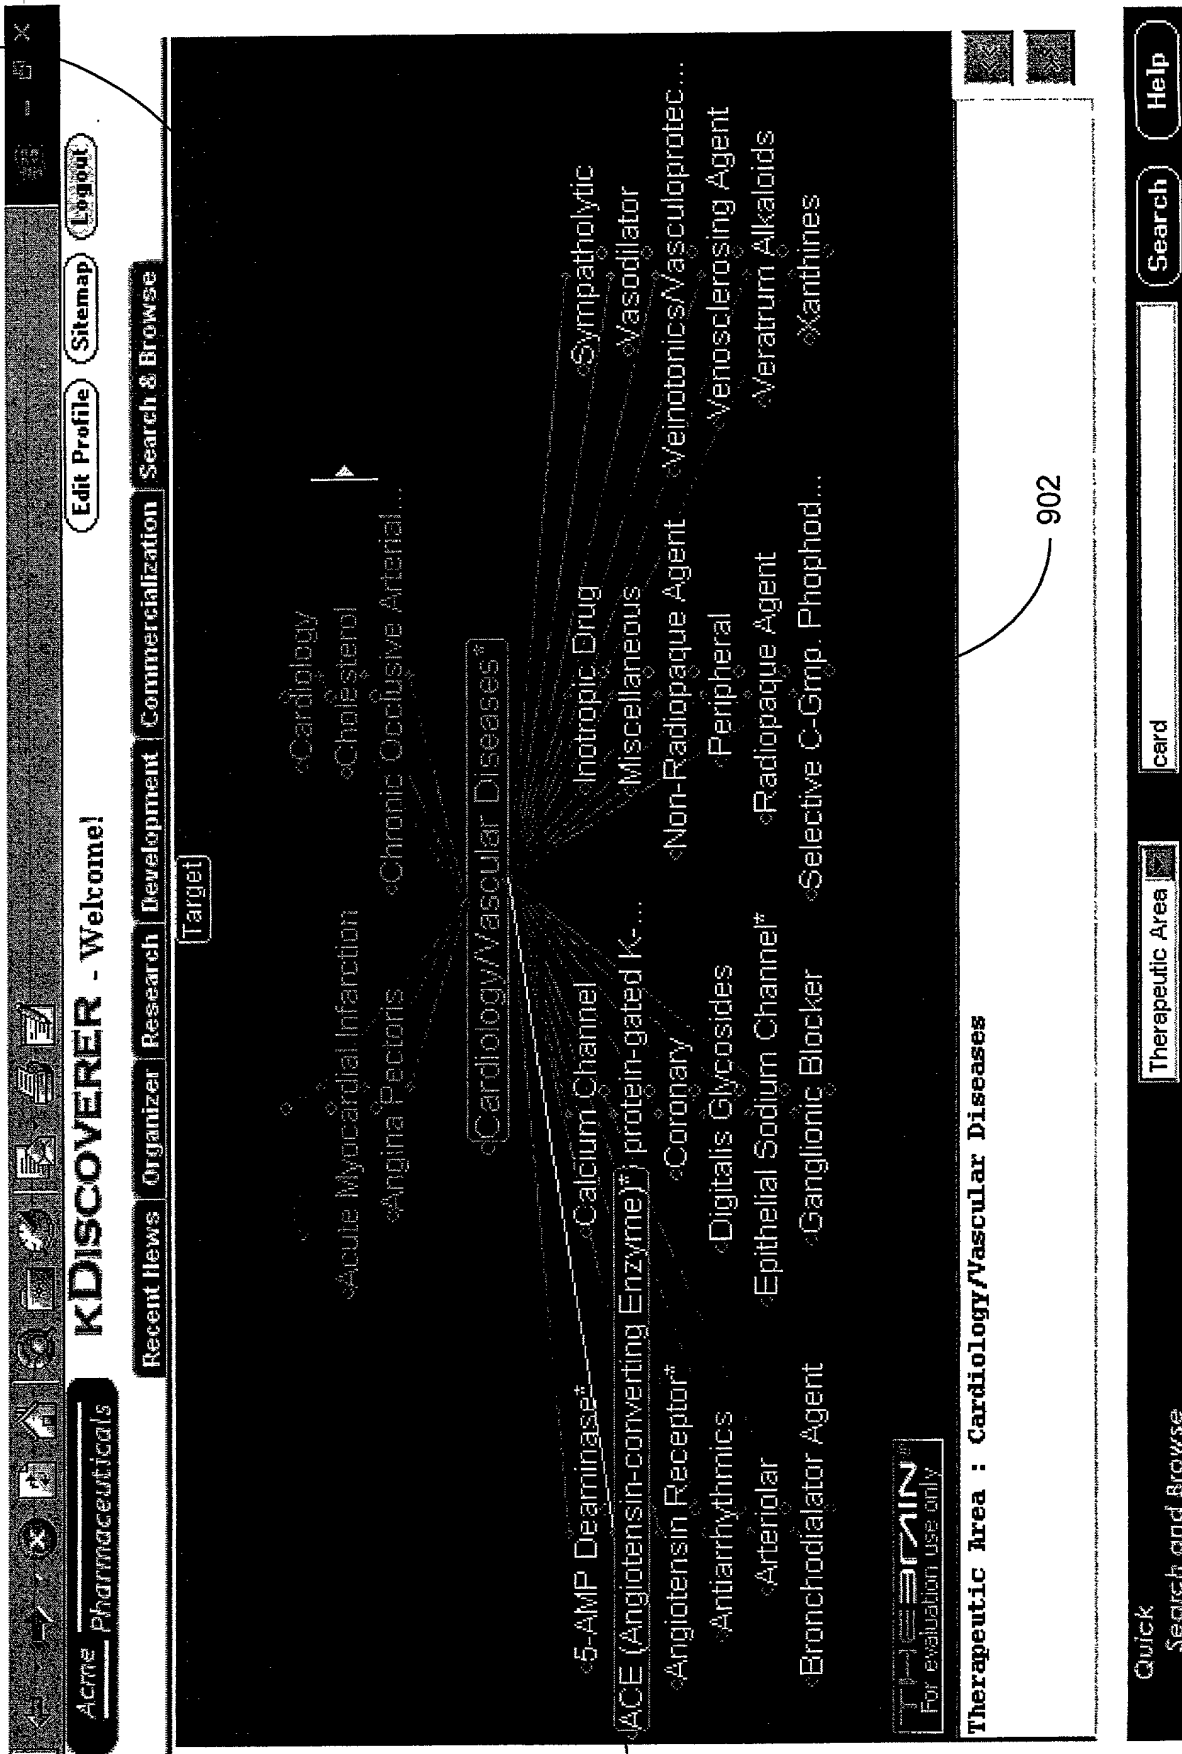 Acme
Pharmaceuticals
KDISCOVERER - Welcome!
Edit Profile
Sitemap
Logout
Recent News
Organizer
Research
Development
Commercialization
Search & Browse
Target
Cardiology
Acute Myocardial Infarction
Cholesterol
Angina Pectoris
Chronic Occlusive Arterial...
Cardiology/Vascular Diseases*
5-AMP Deaminase*
Calcium Channel
Inotropic Drug
Sympatholytic
ACE (Angiotensin-converting Enzyme)*
protein-gated K-...
Miscellaneous
Vasodilator
Angiotensin Receptor*
Coronary
Non-Radiopaque Agent
Veinotonics/Vasculoprotec...
Antiarrhythmics
Digitalis Glycosides
Peripheral
Venosclerosing Agent
Arteriolar
Epithelial Sodium Channel*
Radiopaque Agent
Veratrum Alkaloids
Bronchodialator Agent
Ganglionic Blocker
Selective C-Gmp. Phophod...
Xanthines
THEBRAIN
For evaluation use only
Therapeutic Area : Cardiology/Vascular Diseases
902
Quick
Search and Browse
Therapeutic Area
card
Search
Help